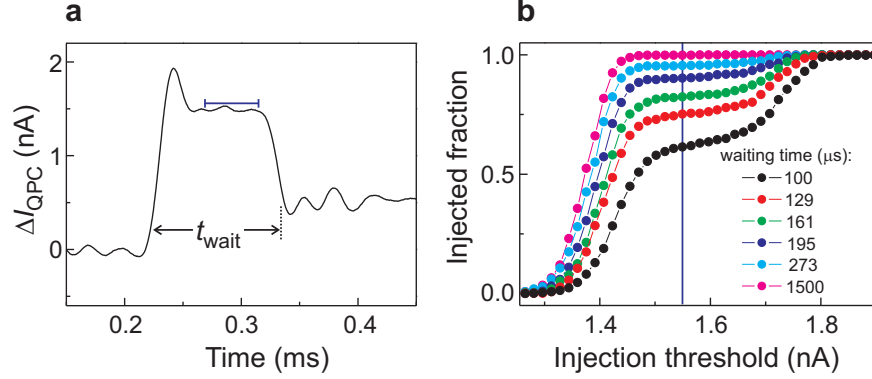 a
ΔI_QPC (nA)
2
1
0
t_wait
0.2
0.3
0.4
Time (ms)
b
Injected fraction
1.0
0.5
0.0
waiting time (μs):
100
129
161
195
273
1500
1.4
1.6
1.8
Injection threshold (nA)